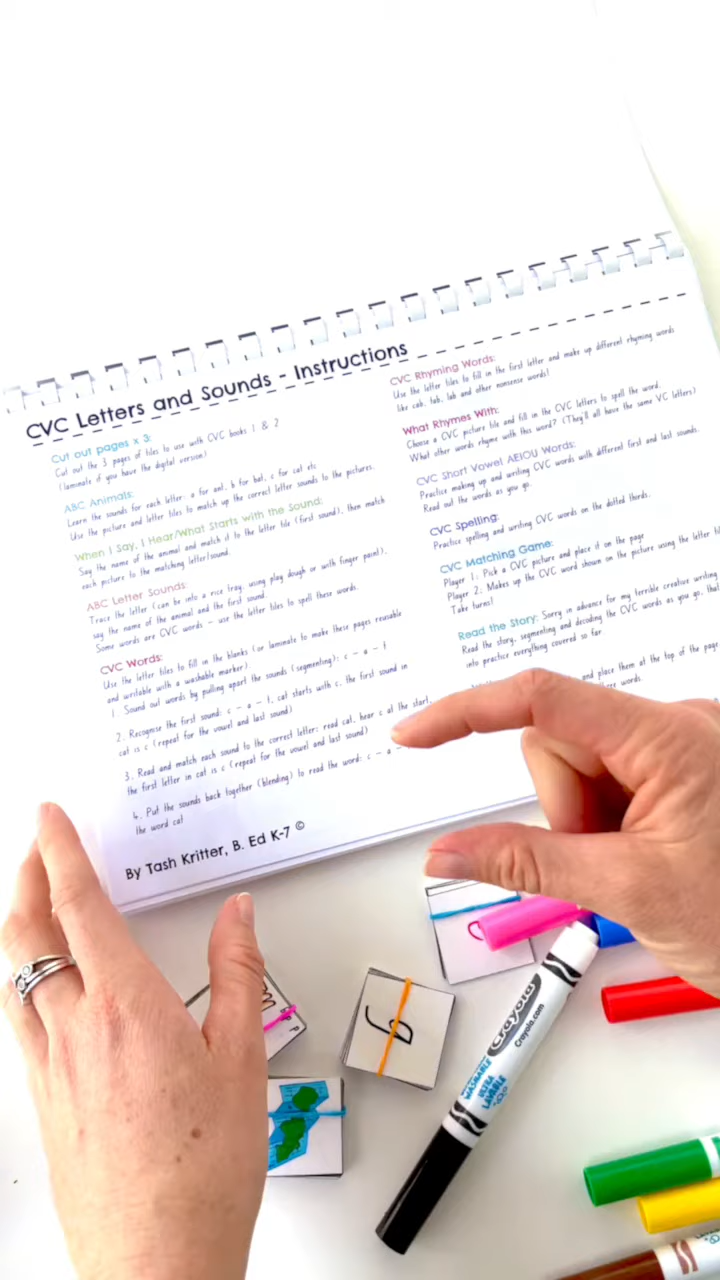 CVC Letters and Sounds - Instructions
Cut out pages x 3:
Cut out the 3 pages of tiles to use with CVC books 1 & 2
(laminate if you have the digital version)
ABC Animals:
Learn the sounds for each letter: a for ant, b for bat, c for cat etc
Use the picture and letter tiles to match up the correct letter sounds to the pictures.
When I Say, I Hear/What Starts with the Sound:
Say the name of the animal and match it to the letter tile (first sound), then match
each picture to the matching letter/sound
ABC Letter Sounds:
Trace the letter (can be into a rice tray, using play dough or with finger paint),
say the name of the animal and the first sound.
Some words are CVC words - use the letter tiles to spell these words.
CVC Words:
Use the letter tiles to fill in the blanks (or laminate to make these pages reusable
and writable with a washable marker)
1. Sound out words by pulling apart the sounds (segmenting): c - a - t
2. Recognise the first sound: c - a - t, cat starts with c, the first sound in
cat is c (repeat for the vowel and last sound)
3. Read and match each sound to the correct letter: read cat, hear c at the start,
the first letter in cat is c (repeat for the vowel and last sound)
4. Put the sounds back together (blending) to read the word: c - a -
the word cat
By Tash Kritter, B. Ed K-7 ©
CVC Rhyming Words:
Use the letter tiles to fill in the first letter and make up different rhyming words
like cab, tab, lab and other nonsense words!
What Rhymes With:
Choose a CVC picture tile and fill in the CVC letters to spell the word.
What other words rhyme with this word? (They'll all have the same VC letters)
CVC Short Vowel AEIOU Words:
Practice making up and writing CVC words with different first and last sounds.
Read out the words as you go.
CVC Spelling:
Practice spelling and writing CVC words on the dotted thirds.
CVC Matching Game:
Player 1: Pick a CVC picture and place it on the page
Player 2: Makes up the CVC word shown on the picture using the letter
Take turns!
Read the Story: Sorry in advance for my terrible creative writing
Read the story, segmenting and decoding the CVC words as you go, that
into practice everything covered so far
and place them at the top of the page
words.
Crayola
Crayola.com
WASHABLE
ULTRA
LAVABLE